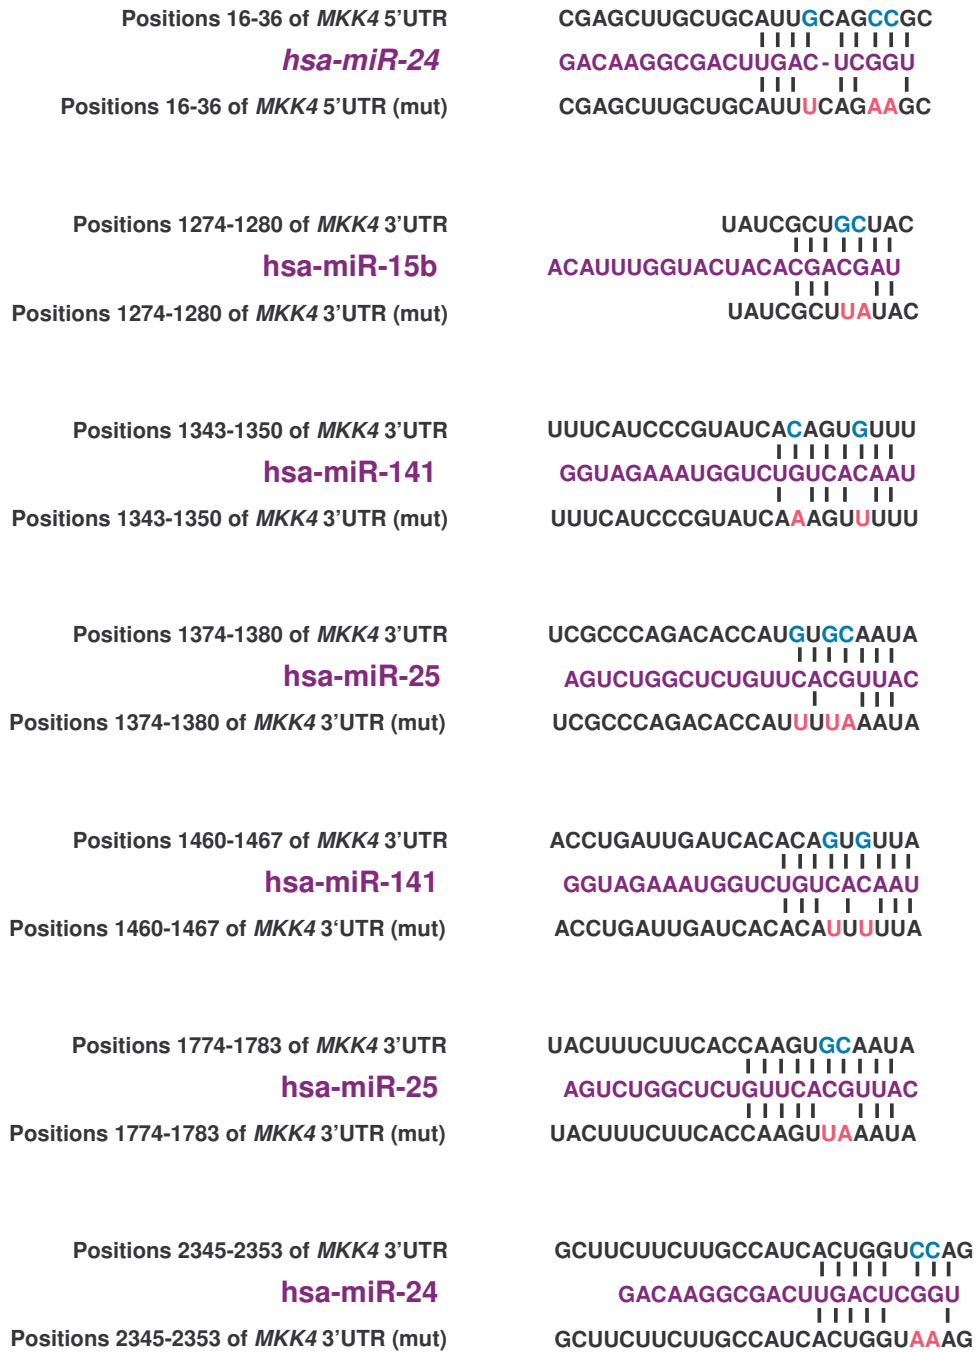 Positions 16-36 of MKK4 5’UTR CGAGCUUGCUGCAUUGCAGCCGC
hsa-miR-24 GACAAGGCGACUUGAC-UCGGU
Positions 16-36 of MKK4 5’UTR (mut) CGAGCUUGCUGCAUUUCAGAAGC
Positions 1274-1280 of MKK4 3’UTR UAUCGCUGCUAC
hsa-miR-15b ACAUUUGGUACUACACGACGAU
Positions 1274-1280 of MKK4 3’UTR (mut) UAUCGCUUAUAC
Positions 1343-1350 of MKK4 3’UTR UUUCAUCCCGUAUCACAGUGUUU
hsa-miR-141 GGUAGAAAUGGUCUGUCACAAU
Positions 1343-1350 of MKK4 3’UTR (mut) UUUCAUCCCGUAUCAAAGUUUUU
Positions 1374-1380 of MKK4 3’UTR UCGCCCAGACACCAUGUGCAAUA
hsa-miR-25 AGUCUGGCUCUGUUCACGUUAC
Positions 1374-1380 of MKK4 3’UTR (mut) UCGCCCAGACACCAUUUUAAAUA
Positions 1460-1467 of MKK4 3’UTR ACCUGAUUGAUCACACAGUGUUA
hsa-miR-141 GGUAGAAAUGGUCUGUCACAAU
Positions 1460-1467 of MKK4 3‘UTR (mut) ACCUGAUUGAUCACACAUUUUUA
Positions 1774-1783 of MKK4 3’UTR UACUUUCUUCACCAAGUGCAAUA
hsa-miR-25 AGUCUGGCUCUGUUCACGUUAC
Positions 1774-1783 of MKK4 3’UTR (mut) UACUUUCUUCACCAAGUUAAAUA
Positions 2345-2353 of MKK4 3’UTR GCUUCUUCUUGCCAUCACUGGUCCAG
hsa-miR-24 GACAAGGCGACUUGACUCGGU
Positions 2345-2353 of MKK4 3’UTR (mut) GCUUCUUCUUGCCAUCACUGGUAAAG